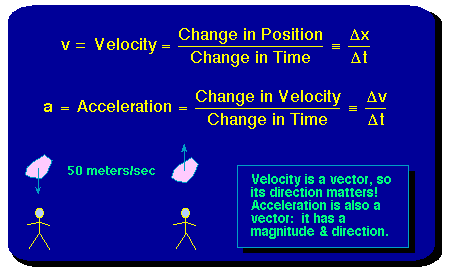 v = Velocity = Change in Position / Change in Time ≡ Δx / Δt
a = Acceleration = Change in Velocity / Change in Time ≡ Δv / Δt
50 meters/sec
Velocity is a vector, so
its direction matters!
Acceleration is also a
vector: it has a
magnitude & direction.